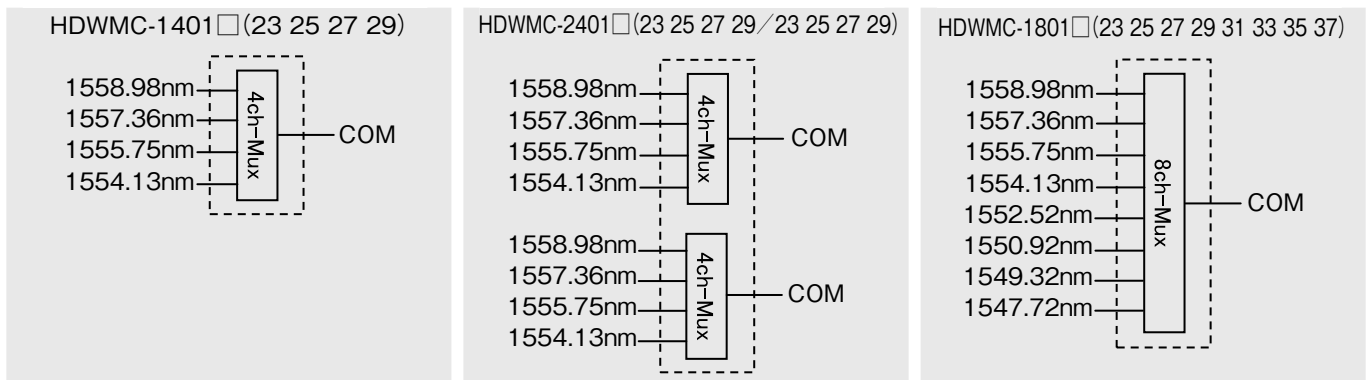 HDWMC-1401□(23 25 27 29)
1558.98nm
1557.36nm
1555.75nm
1554.13nm
4ch-Mux
COM
HDWMC-2401□(23 25 27 29/23 25 27 29)
1558.98nm
1557.36nm
1555.75nm
1554.13nm
4ch-Mux
COM
1558.98nm
1557.36nm
1555.75nm
1554.13nm
4ch-Mux
COM
HDWMC-1801□(23 25 27 29 31 33 35 37)
1558.98nm
1557.36nm
1555.75nm
1554.13nm
1552.52nm
1550.92nm
1549.32nm
1547.72nm
8ch-Mux
COM